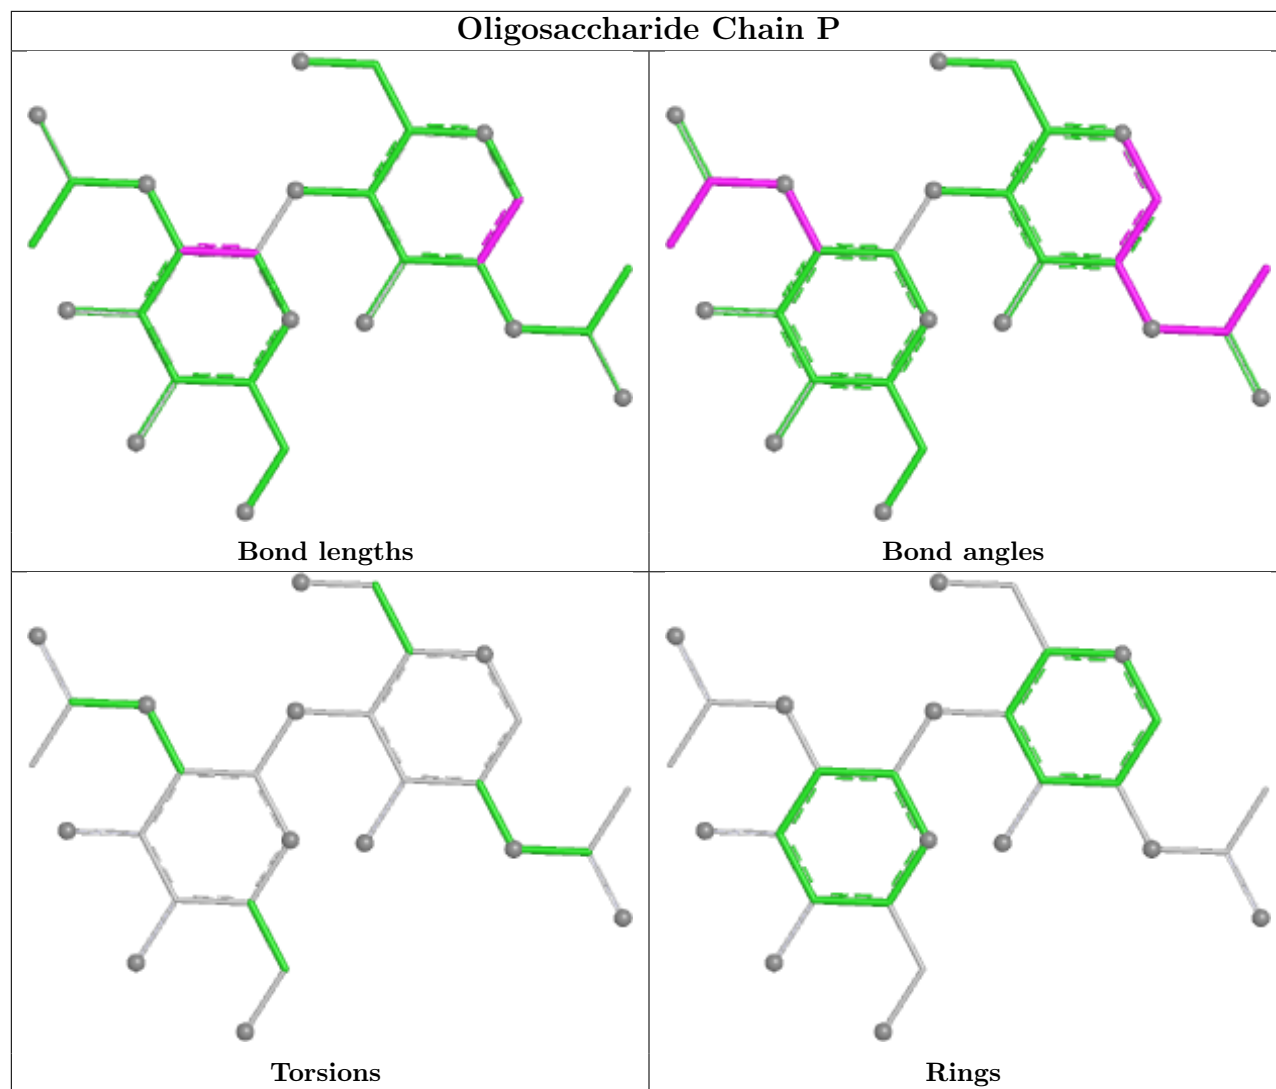 Oligosaccharide Chain P
Bond lengths
Bond angles
Torsions
Rings